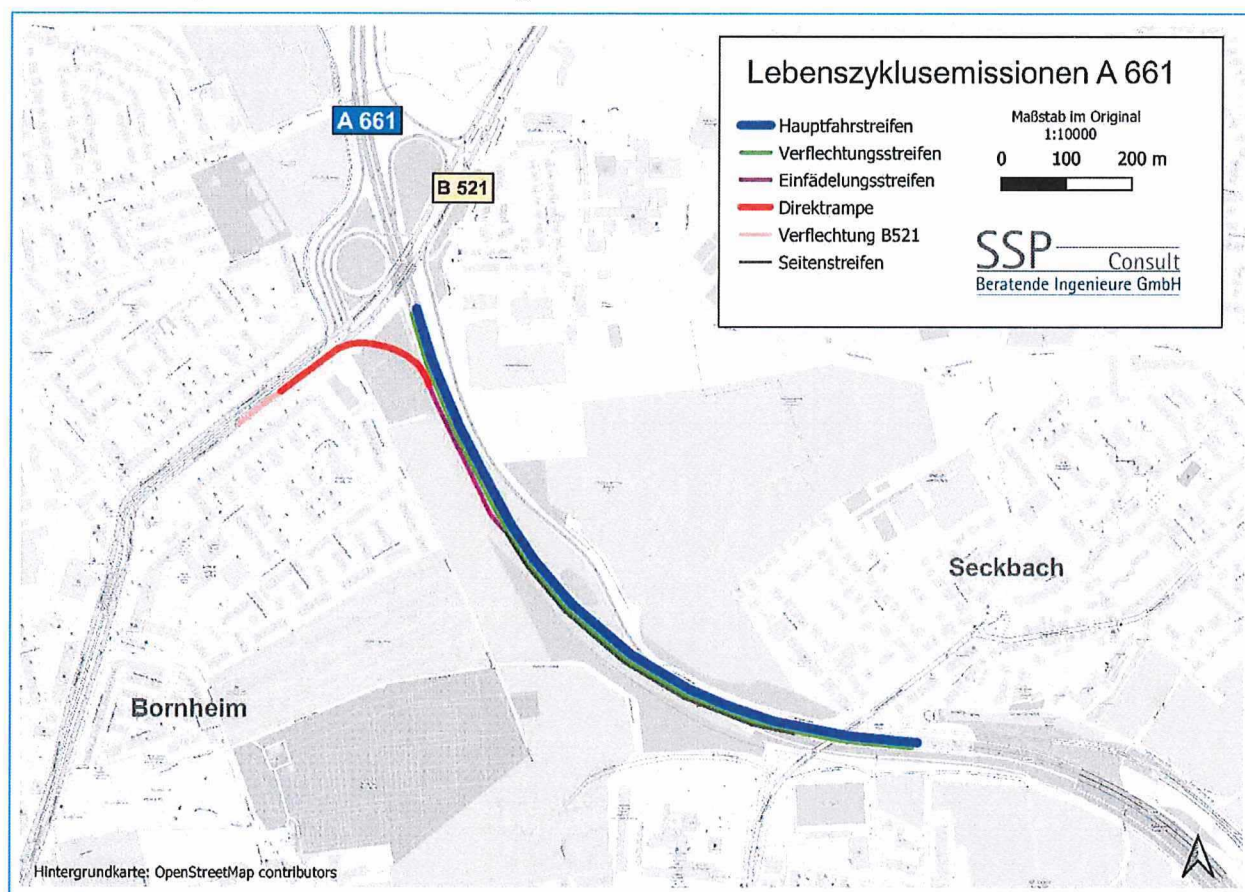 Lebenszyklusemissionen A 661
Hauptfahrstreifen
Verflechtungsstreifen
Einfädelungsstreifen
Direktrampe
Verflechtung B521
Seitenstreifen
Maßstab im Original
1:10000
0 100 200 m
SSP
Consult
Beratende Ingenieure GmbH
A 661
B 521
Seckbach
Bornheim
Hintergrundkarte: OpenStreetMap contributors